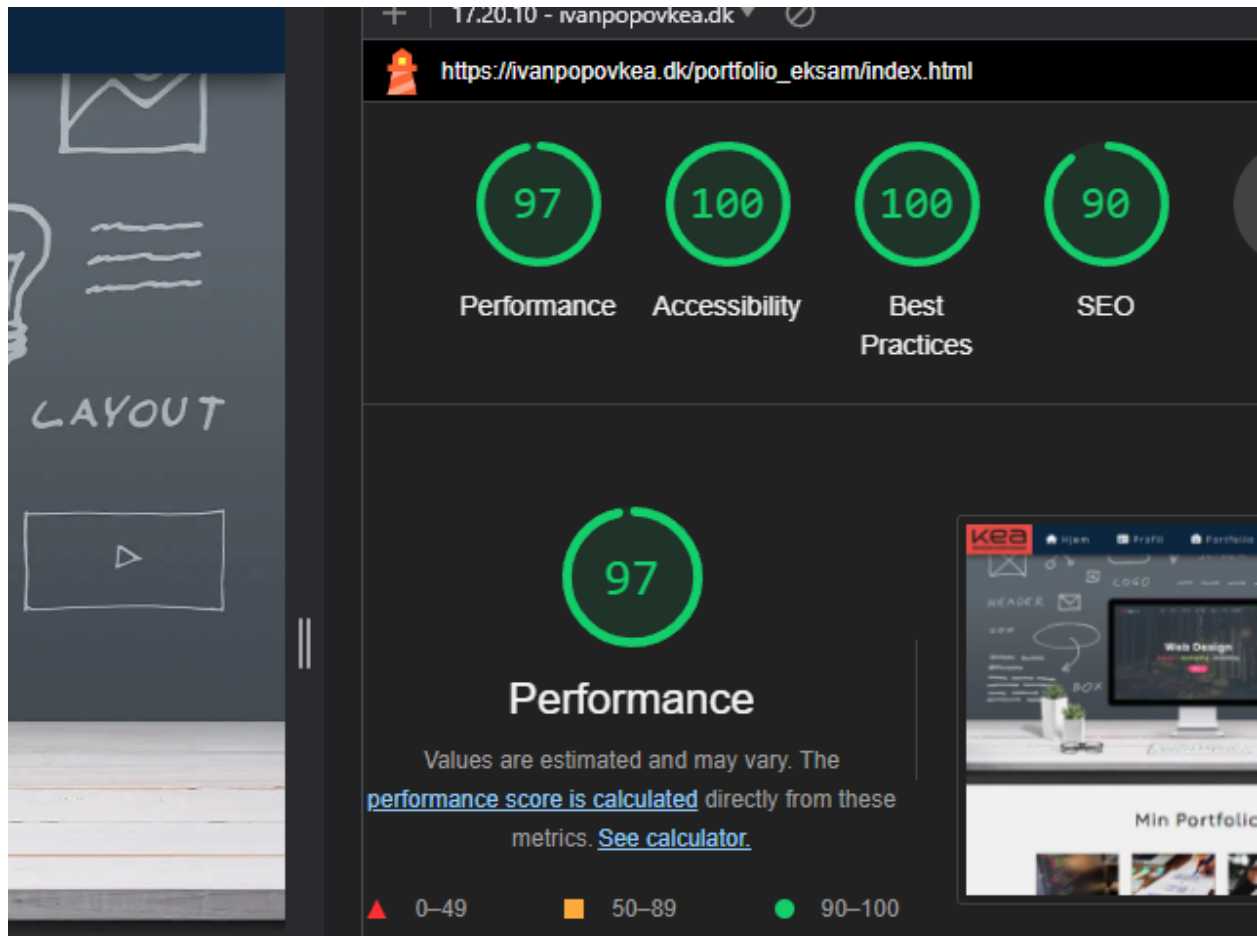 17.20.10 - ivanpopovkea.dk
https://ivanpopovkea.dk/portfolio_eksam/index.html
97
100
100
90
Performance
Accessibility
Best
Practices
SEO
LAYOUT
97
Performance
Values are estimated and may vary. The
performance score is calculated directly from these
metrics. See calculator.
0–49
50–89
90–100
kea
Hjem
Profil
Portfolio
LOGO
HEADER
BOX
Web Design
Min Portfolio